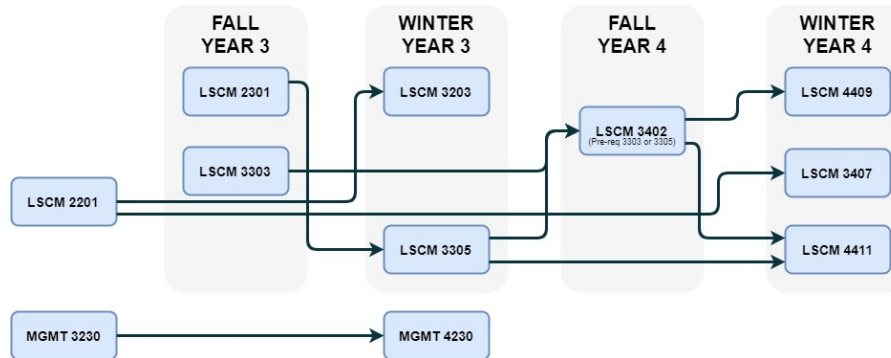 FALL
YEAR 3
WINTER
YEAR 3
FALL
YEAR 4
WINTER
YEAR 4
LSCM 2301
LSCM 3203
LSCM 4409
LSCM 3402
(Pre-req 3303 or 3305)
LSCM 3303
LSCM 3407
LSCM 2201
LSCM 3305
LSCM 4411
MGMT 3230
MGMT 4230